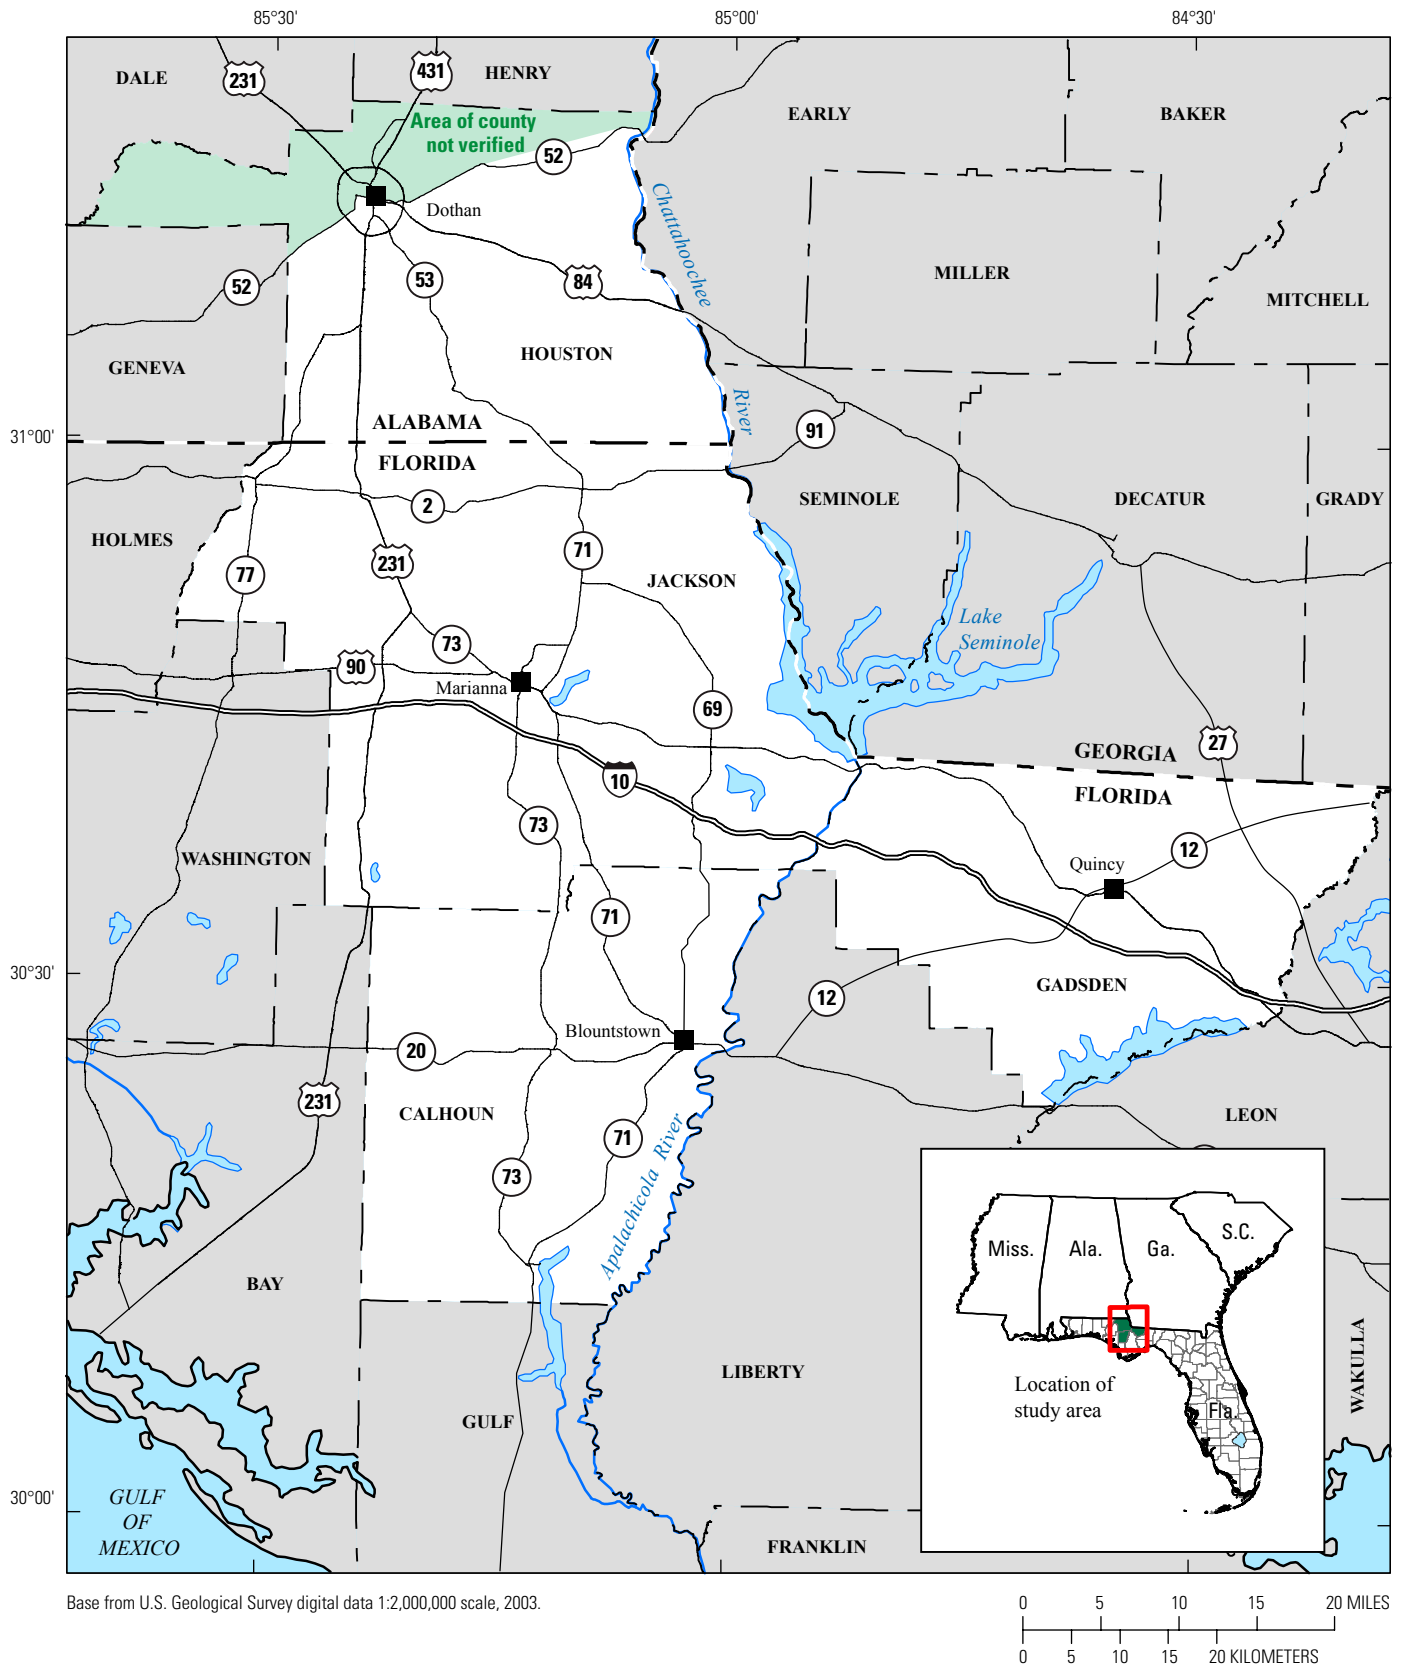 85°30'
85°00'
84°30'
DALE
231
431
HENRY
EARLY
BAKER
Area of county
not verified
52
Dothan
Chattahoochee
River
52
53
84
MILLER
MITCHELL
GENEVA
HOUSTON
31°00'
ALABAMA
FLORIDA
91
2
SEMINOLE
DECATUR
GRADY
HOLMES
77
231
71
JACKSON
Lake
Seminole
73
90
Marianna
69
27
GEORGIA
FLORIDA
10
73
WASHINGTON
12
Quincy
71
30°30'
12
GADSDEN
Blountstown
20
231
CALHOUN
71
73
Apalachicola River
LEON
BAY
Miss.
Ala.
Ga.
S.C.
Fla.
Location of
study area
WAKULLA
LIBERTY
GULF
30°00'
GULF
OF
MEXICO
FRANKLIN
Base from U.S. Geological Survey digital data 1:2,000,000 scale, 2003.
0 5 10 15 20 MILES
0 5 10 15 20 KILOMETERS